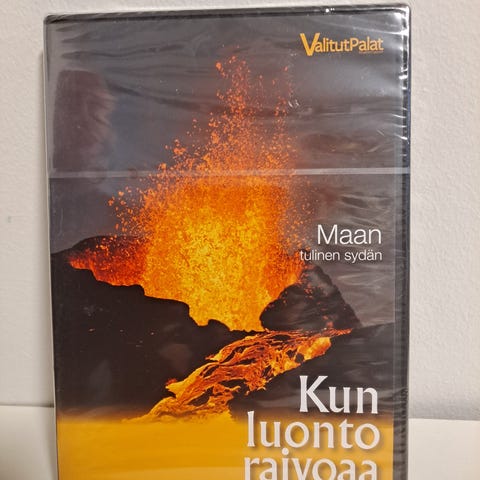 ValitutPalat
Maan
tulinen sydän
Kun
luonto
raivoaa